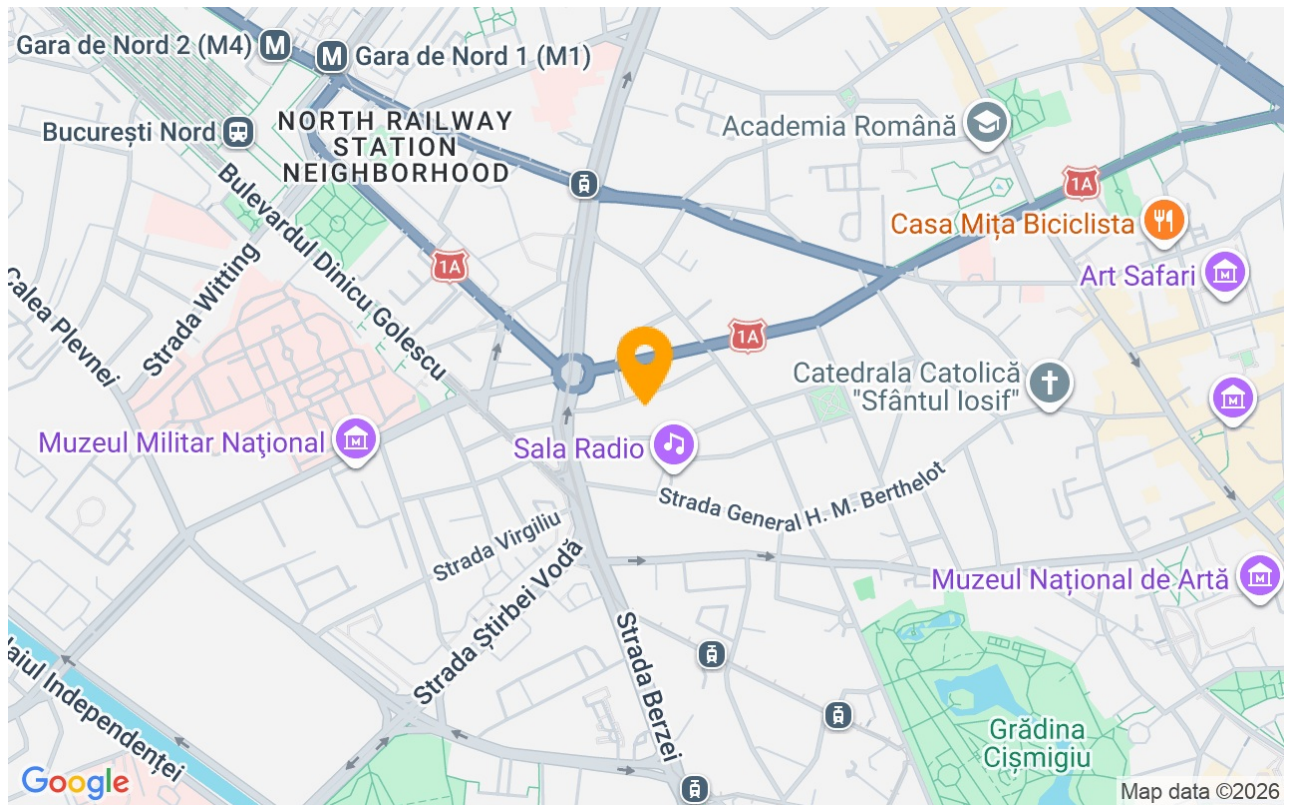 Gara de Nord 2 (M4)
M
M
Gara de Nord 1 (M1)
București Nord
NORTH RAILWAY
STATION
NEIGHBORHOOD
Academia Română
1A
Casa Mița Biciclista
Bulevardul Dinicu Golescu
Strada Witting
1A
Art Safari
M
Calea Plevnei
1A
Catedrala Catolică
"Sfântul Iosif"
M
Muzeul Militar Naţional
M
Sala Radio
Strada General H. M. Berthelot
Strada Virgiliu
Strada Știrbei Vodă
Muzeul Național de Artă
M
Strada Berzei
laiul Independenței
Grădina
Cișmigiu
Google
Map data ©2026